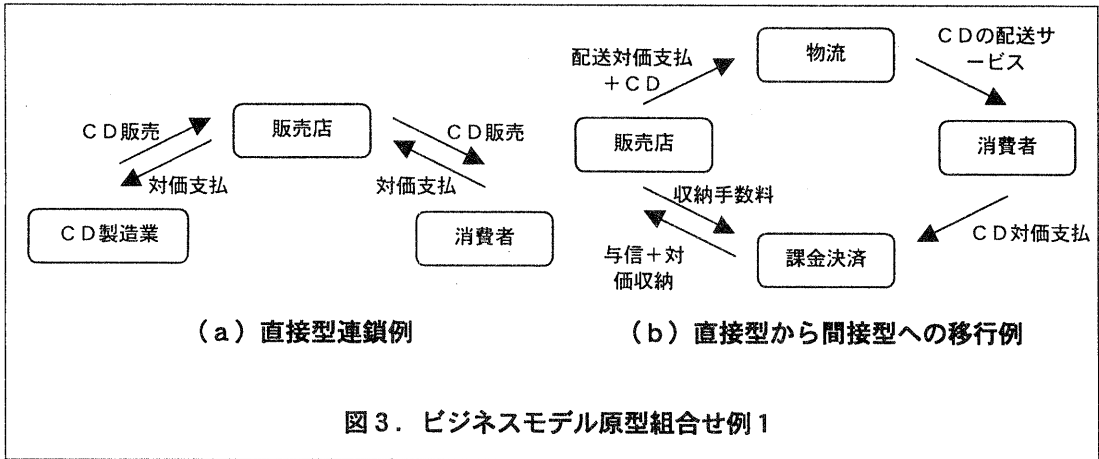 CD販売
対価支払
販売店
CD販売
対価支払
CD製造業
消費者
(a)直接型連鎖例
配送対価支払
+CD
物流
CDの配送サ
ービス
販売店
消費者
収納手数料
与信+対
価収納
課金決済
CD対価支払
(b)直接型から間接型への移行例
図3.ビジネスモデル原型組合せ例1